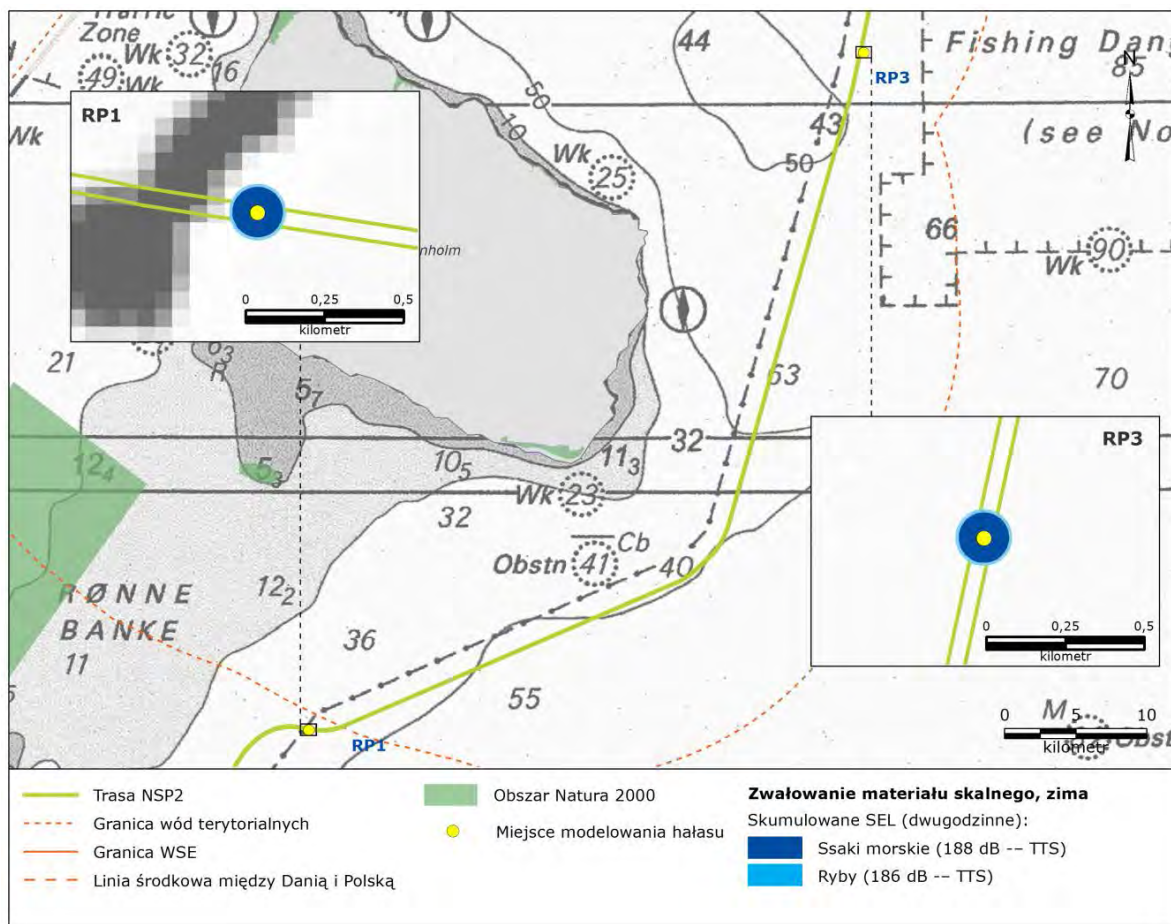 Traffic
Zone
Wk 32
49
Wk
16
44
50
10
Fishing Dan
85
N
RP3
43
(see No
Wk
Wk
25
50
RP1
nholm
0 0,25 0,5
kilometr
66
Wk 90
21
63
R
57
63
70
124
53
105
113
32
RP3
Wk 23
32
0 0,25 0,5
kilometr
Cb
Obstn 41
40
RØNNE
BANKE
122
11
36
55
RP1
M
0 5 10
kilometr
Obst
Trasa NSP2
Granica wód terytorialnych
Granica WSE
Linia środkowa między Danią i Polską
Obszar Natura 2000
Miejsce modelowania hałasu
Zwałowanie materiału skalnego, zima
Skumulowane SEL (dwugodzinne):
Ssaki morskie (188 dB -– TTS)
Ryby (186 dB -– TTS)